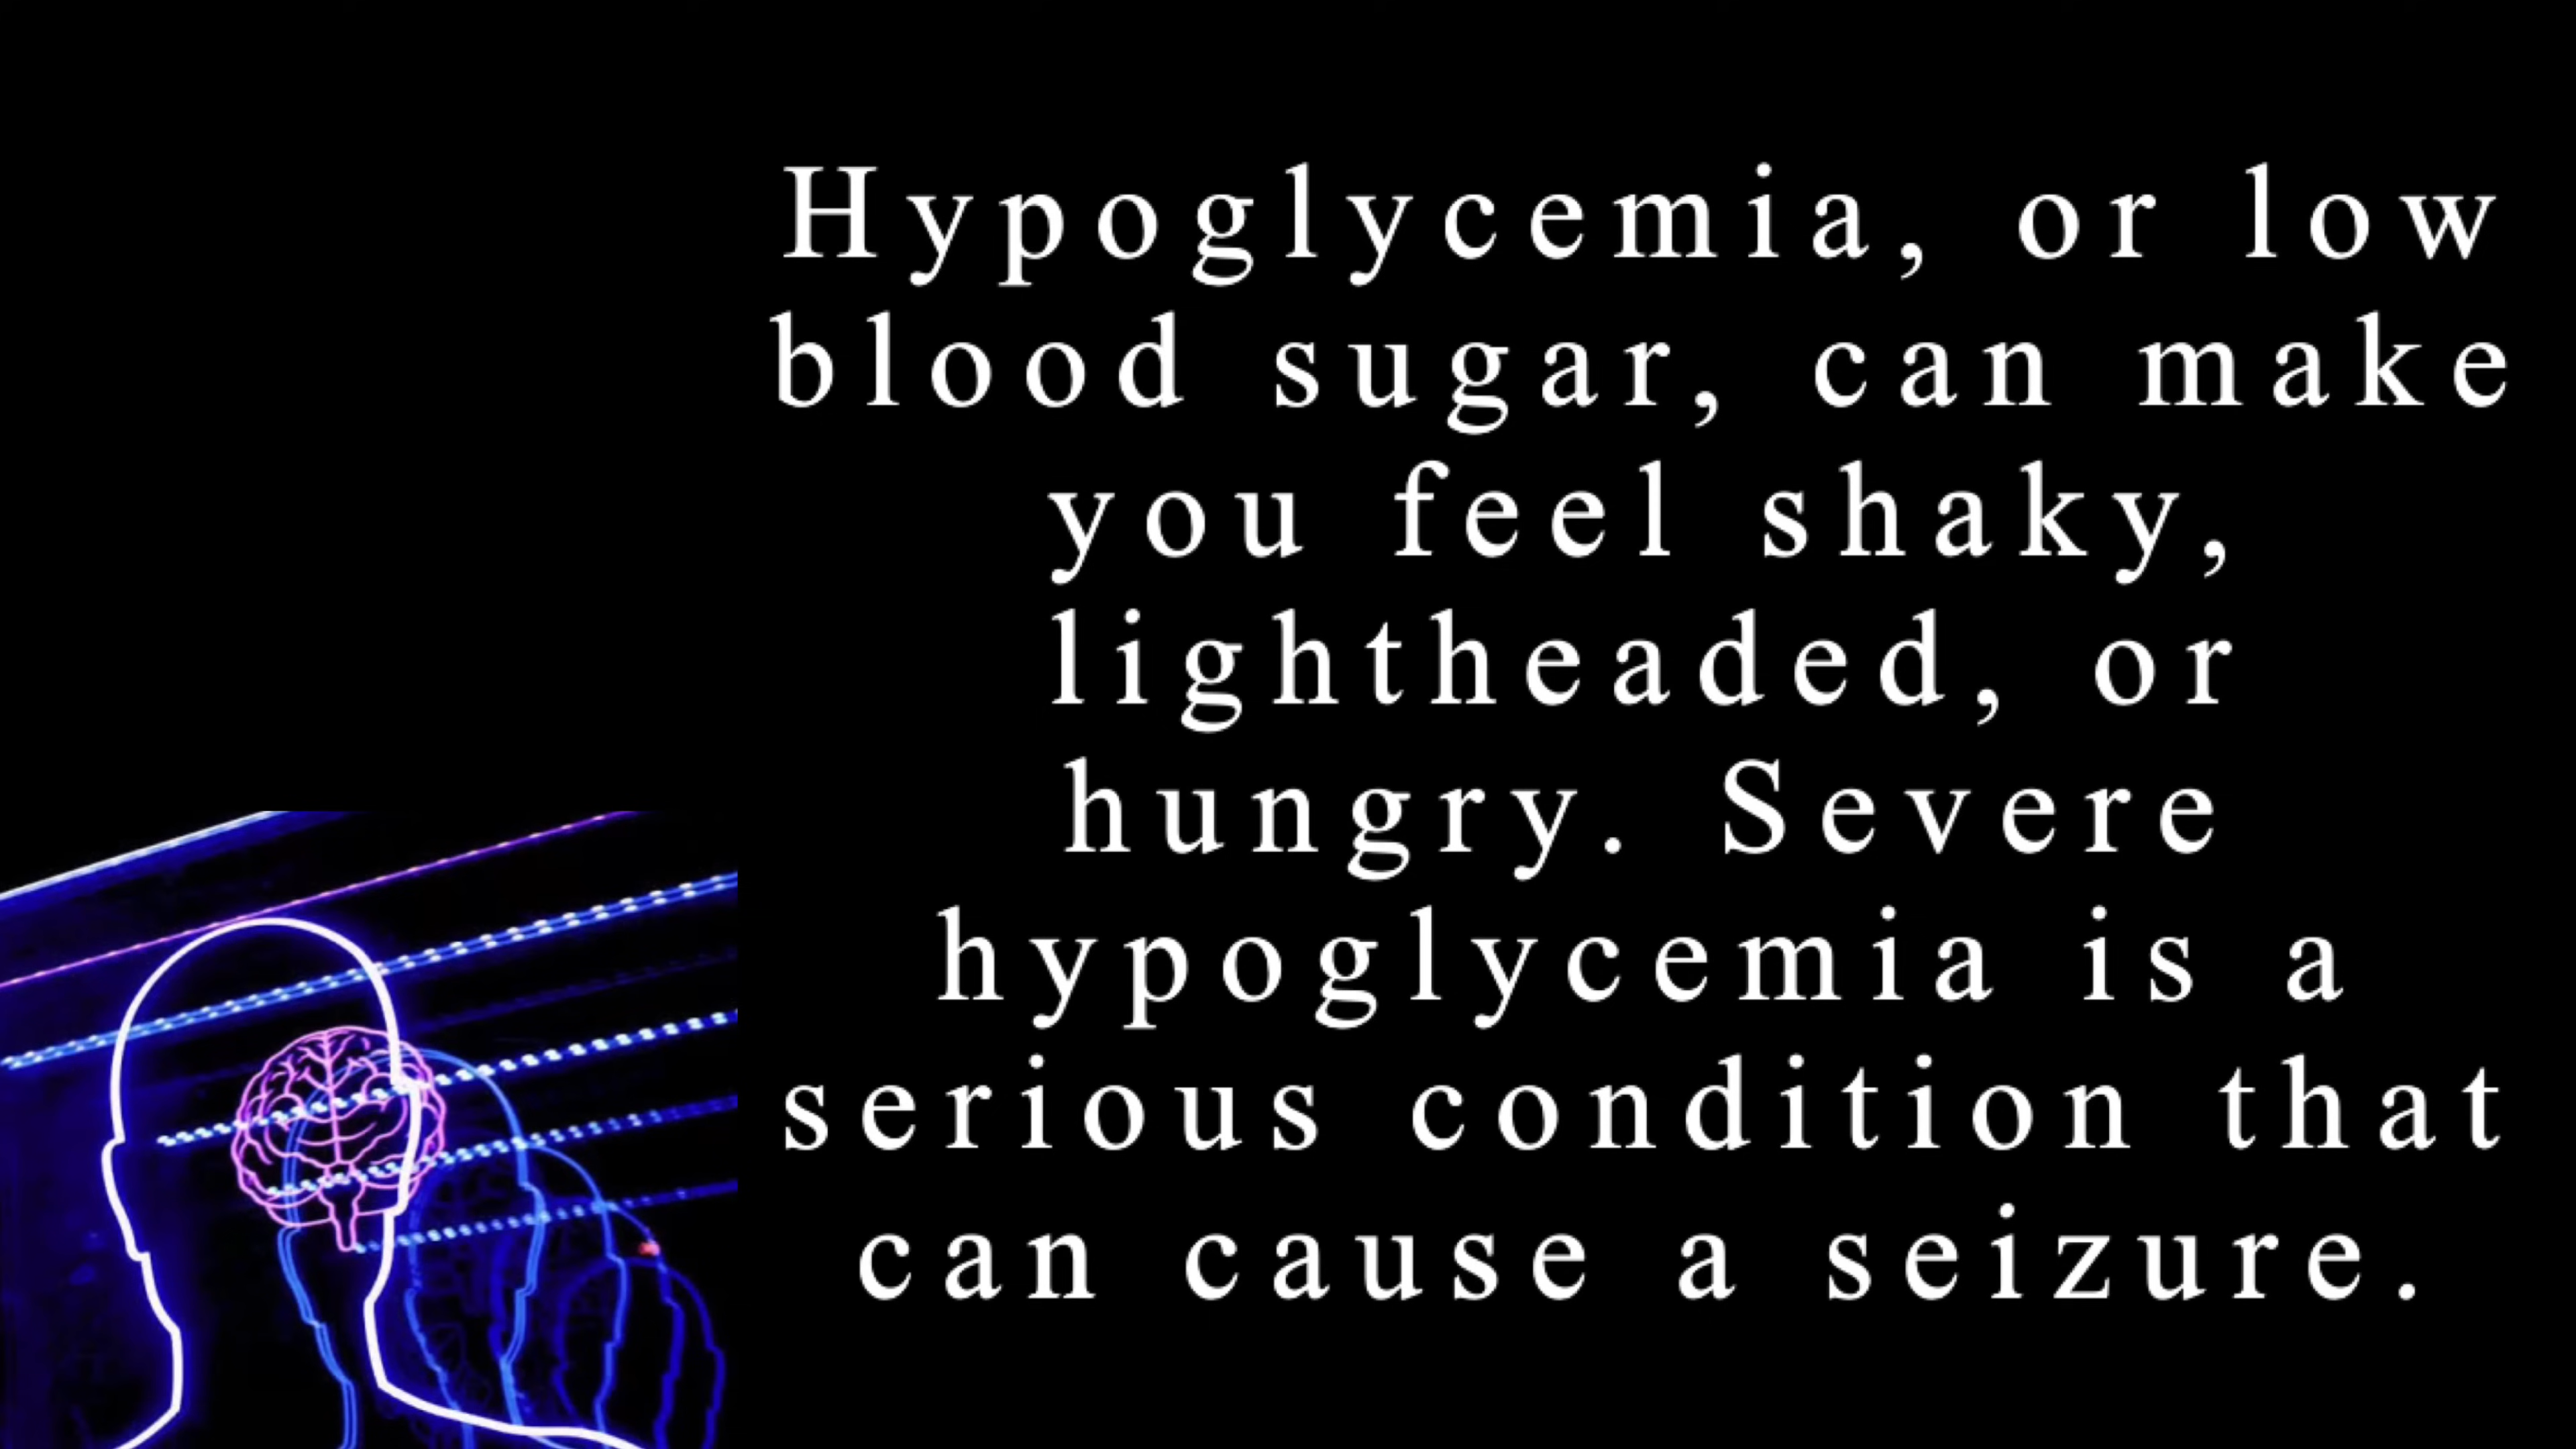 Hypoglycemia, or low
blood sugar, can make
you feel shaky,
lightheaded, or
hungry. Severe
hypoglycemia is a
serious condition that
can cause a seizure.